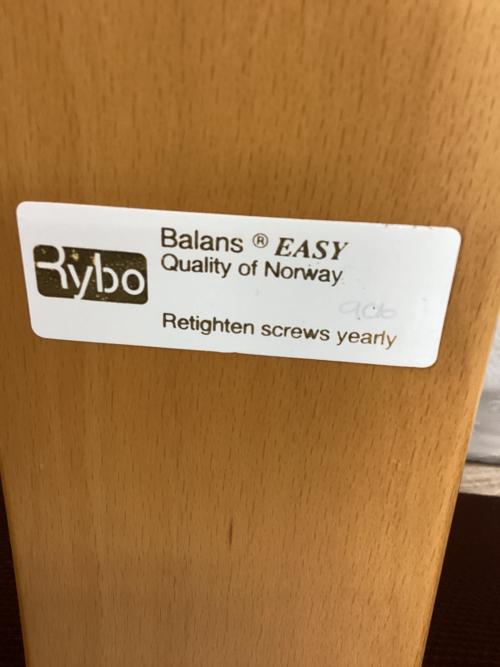 Rybo
Balans ® EASY
Quality of Norway
Retighten screws yearly